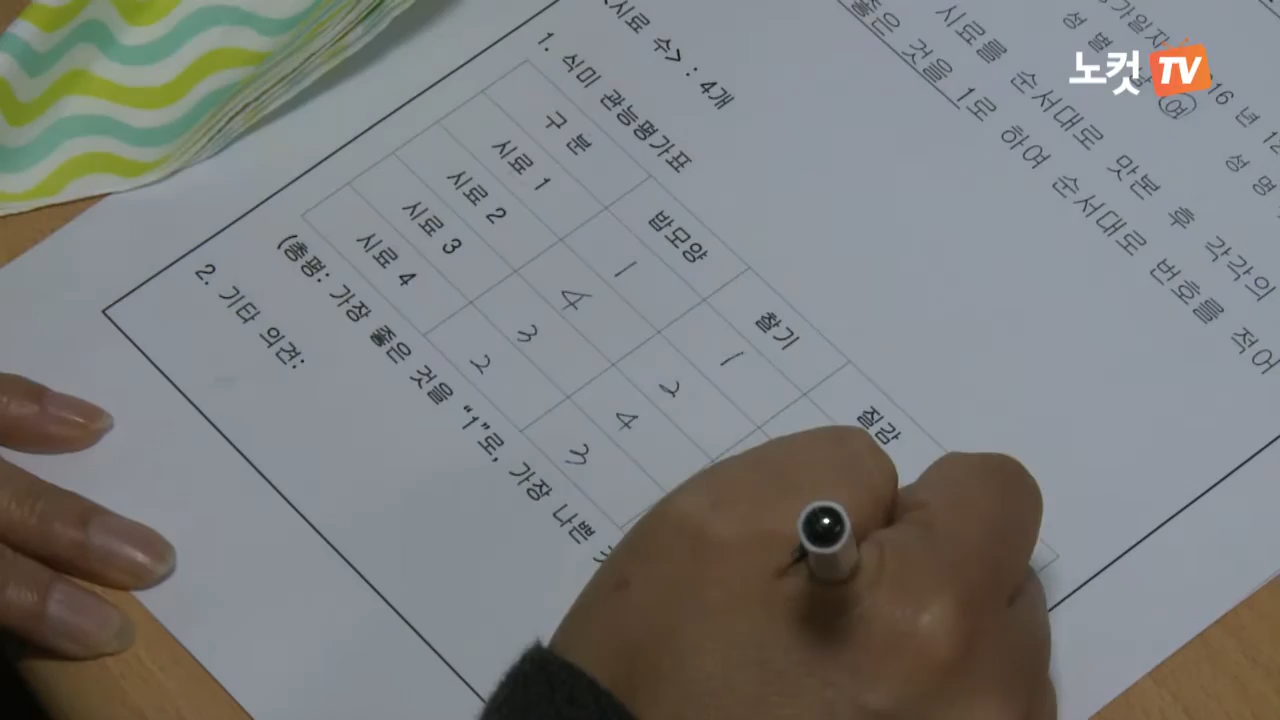 노컷TV
16 년 12
성 별 남 여
성 명
시료를 순서대로 맛본 후 각각의
좋은 것을 1로 하여 순서대로 번호를 적어
시료 수> : 4개
1. 식미 관능평가표
구 분 밥모양 찰기 질감
시료 1 1 1
시료 2 4 2
시료 3 3 4
시료 4 2 3
(총평: 가장 좋은 것을 “1”로, 가장 나쁜
2. 기타 의견: